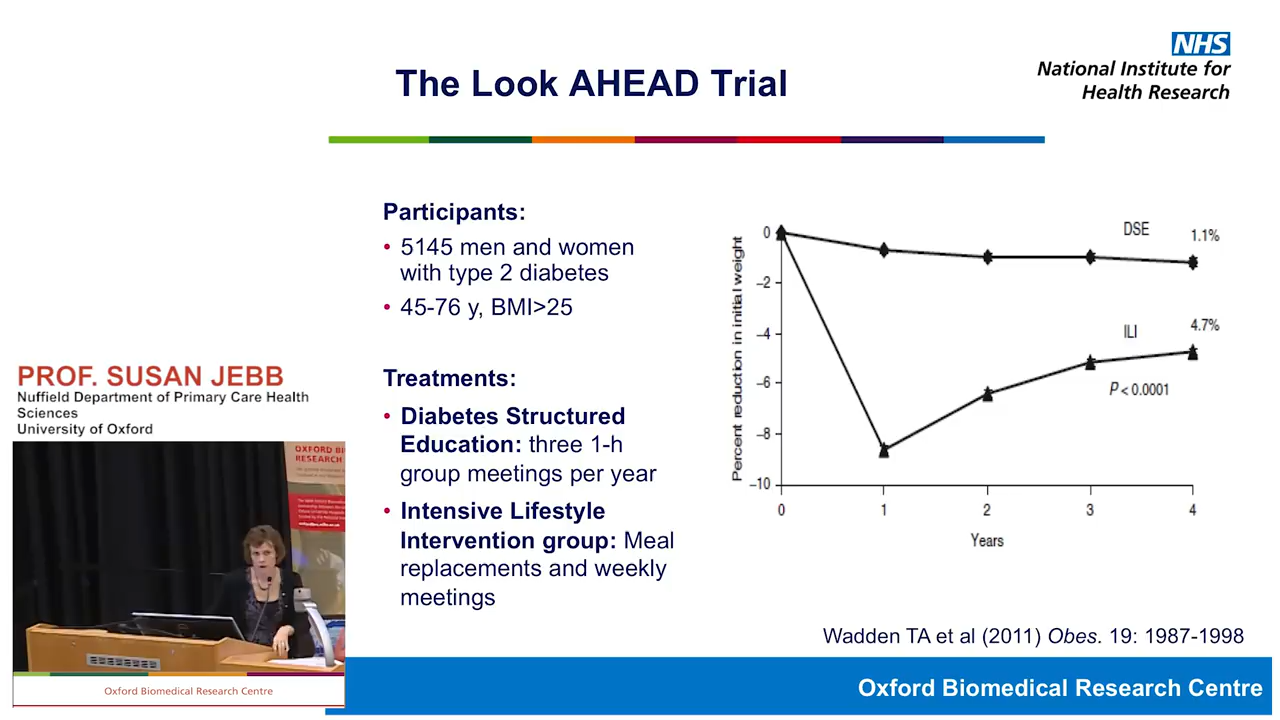 The Look AHEAD Trial
NHS
National Institute for
Health Research
Participants:
• 5145 men and women
with type 2 diabetes
• 45-76 y, BMI>25
Treatments:
• Diabetes Structured
Education: three 1-h
group meetings per year
• Intensive Lifestyle
Intervention group: Meal
replacements and weekly
meetings
Percent reduction in initial weight
0
−2
−4
−6
−8
−10
DSE
1.1%
ILI
4.7%
P < 0.0001
0 1 2 3 4
Years
Wadden TA et al (2011) Obes. 19: 1987-1998
Oxford Biomedical Research Centre
PROF. SUSAN JEBB
Nuffield Department of Primary Care Health
Sciences
University of Oxford
OXFORD BI
RESEARCH
Oxford Biomedical Research Centre